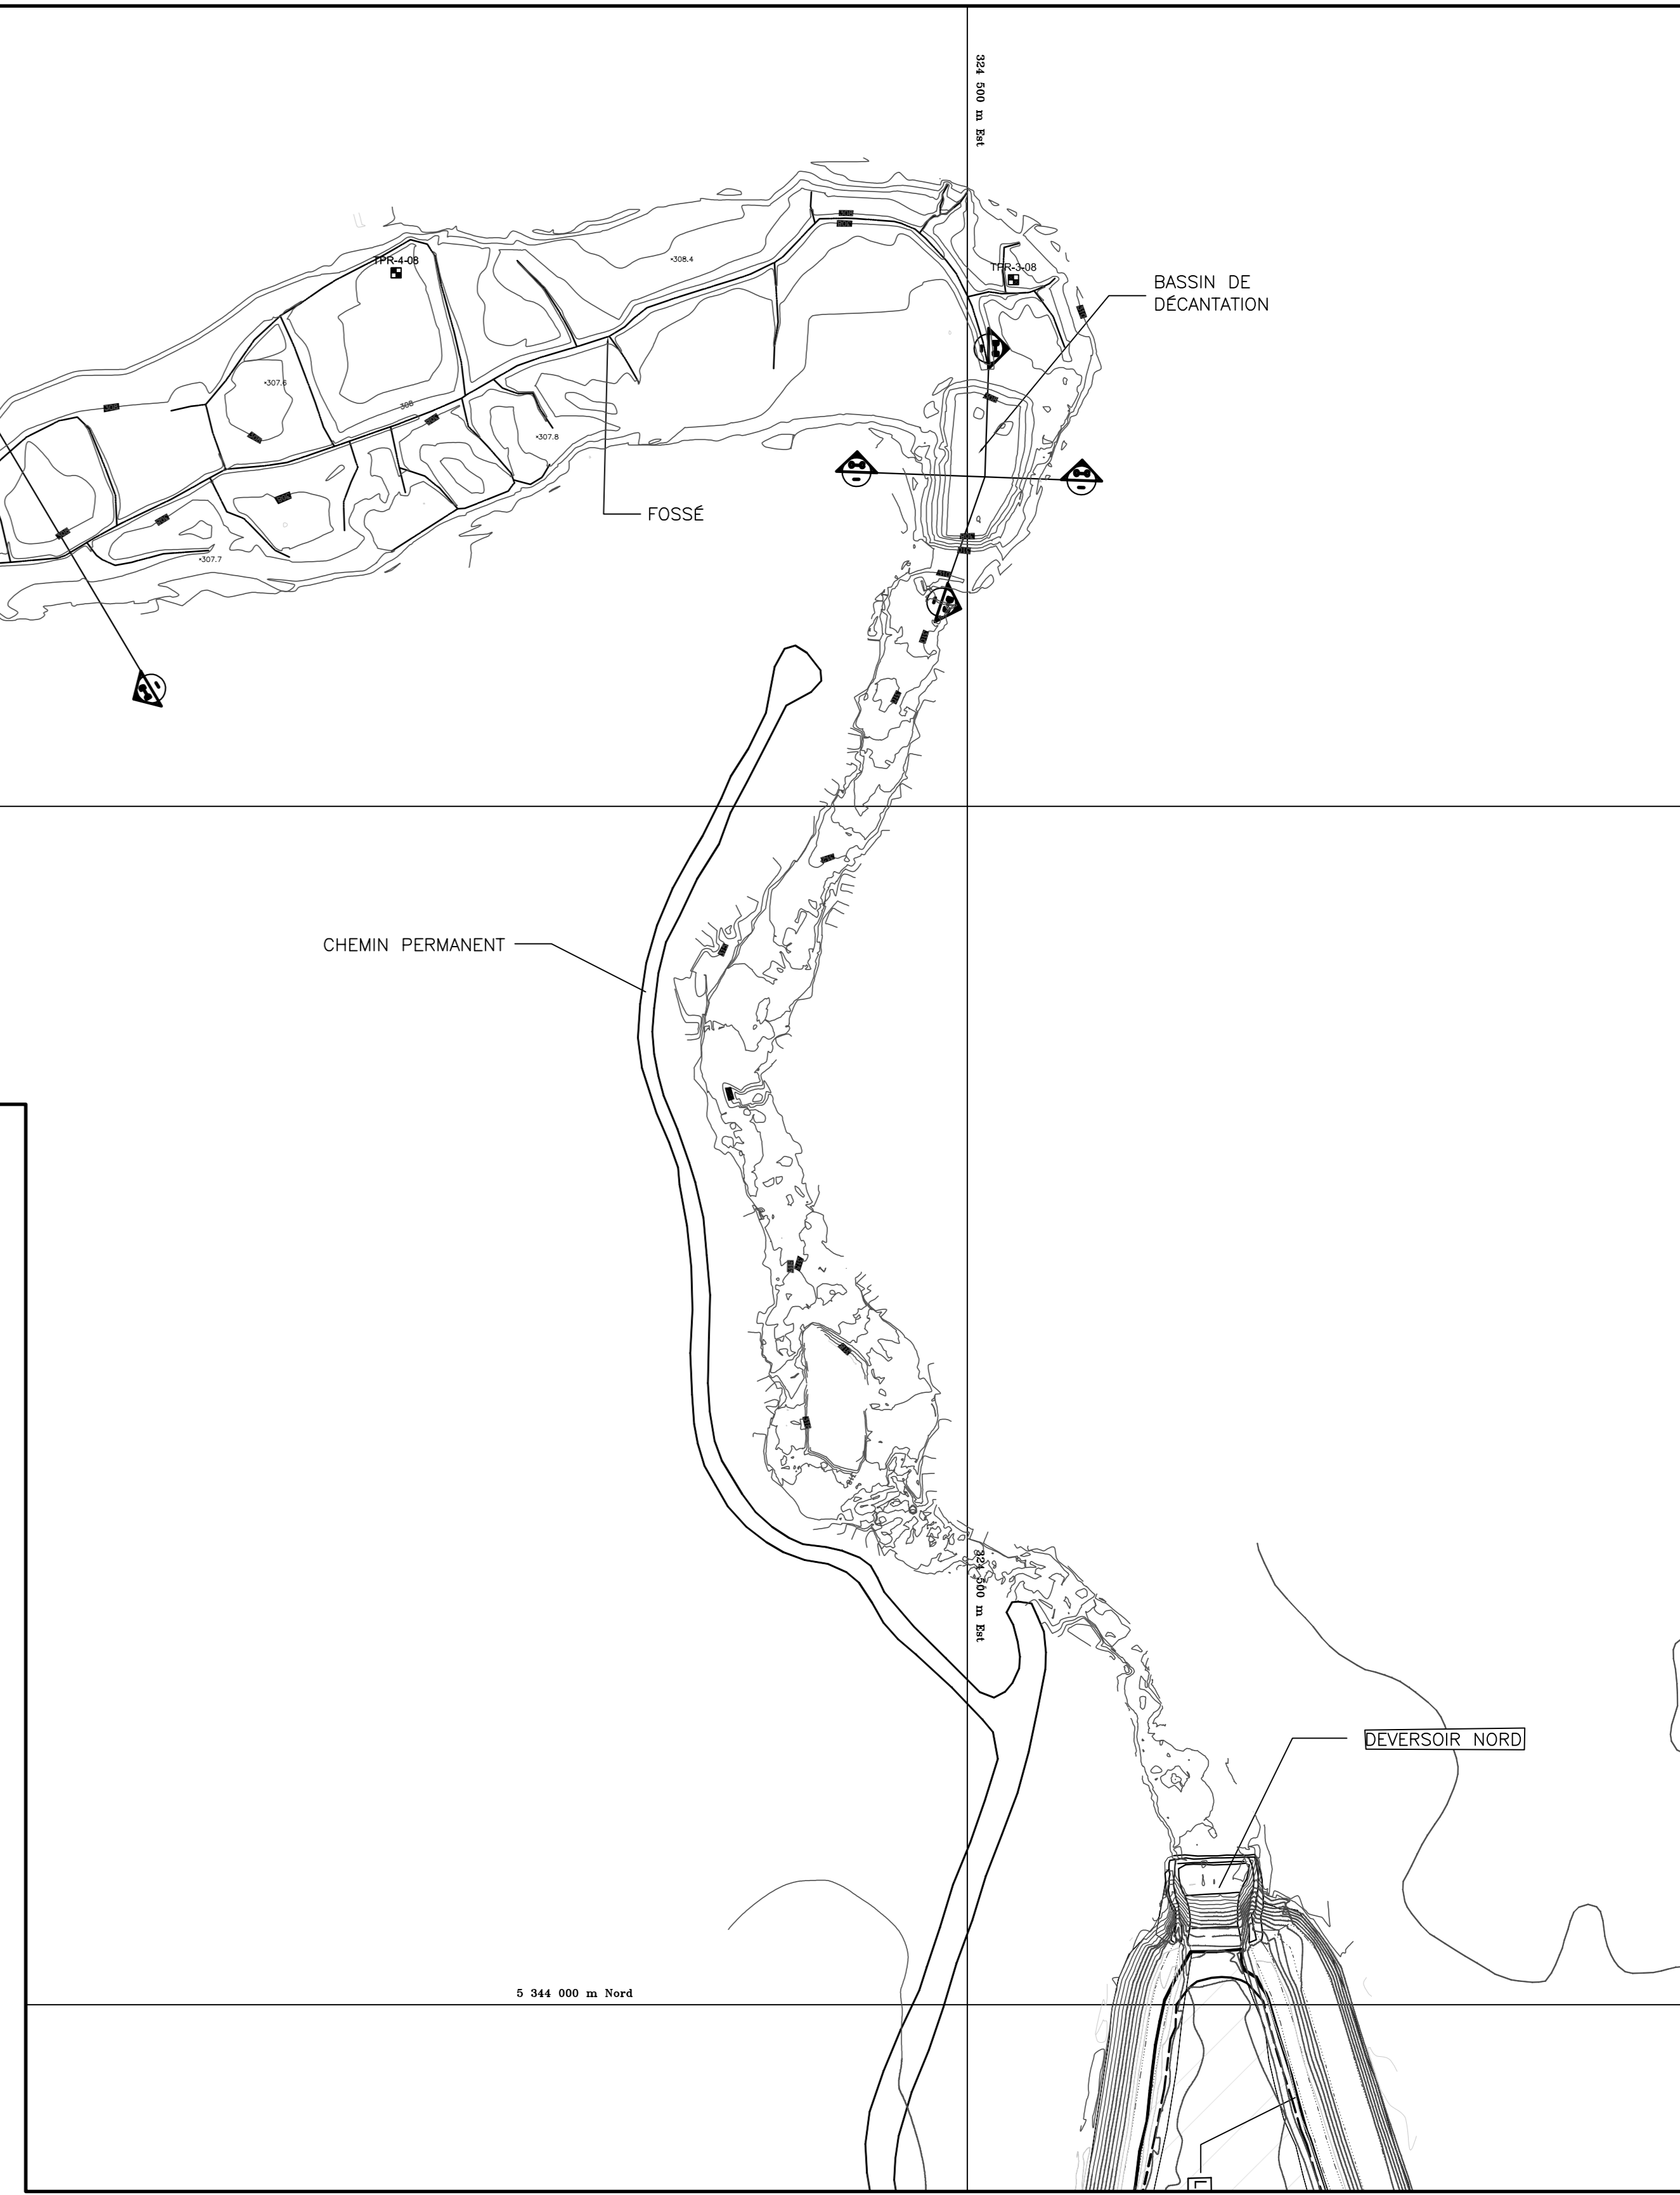 324 500 m Est
TPR-4-08
•308.4
TPR-3-08
BASSIN DE
DÉCANTATION
•307.6
308
•307.8
FOSSÉ
•307.7
CHEMIN PERMANENT
324 500 m Est
DEVERSOIR NORD
5 344 000 m Nord